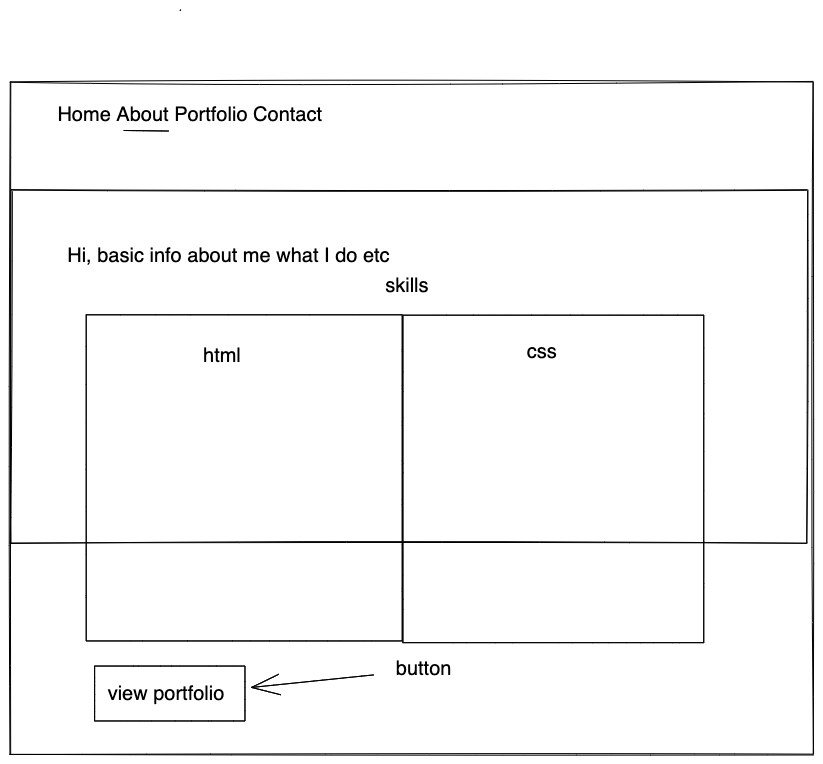 Home About Portfolio Contact
Hi, basic info about me what I do etc
skills
html
css
button
view portfolio